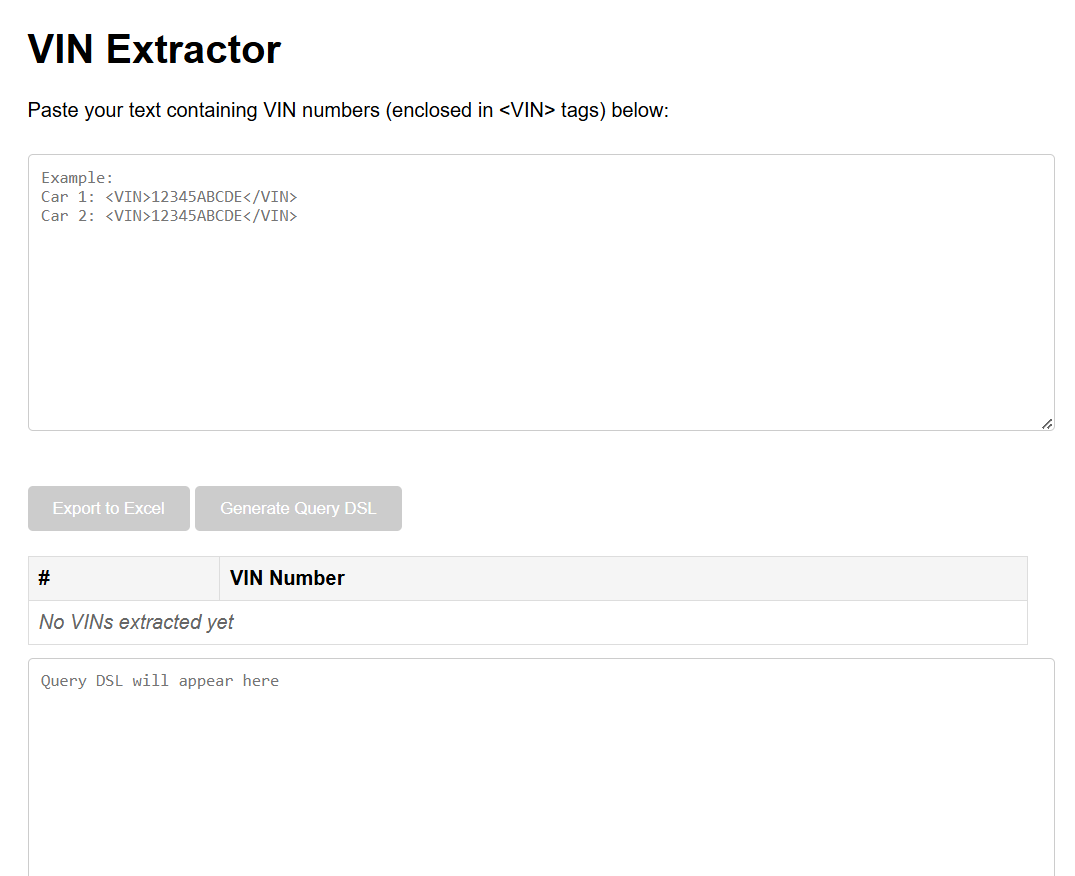 VIN Extractor
Paste your text containing VIN numbers (enclosed in <VIN> tags) below:
Example:
Car 1: <VIN>12345ABCDE</VIN>
Car 2: <VIN>12345ABCDE</VIN>
Export to Excel Generate Query DSL
# VIN Number
No VINs extracted yet
Query DSL will appear here